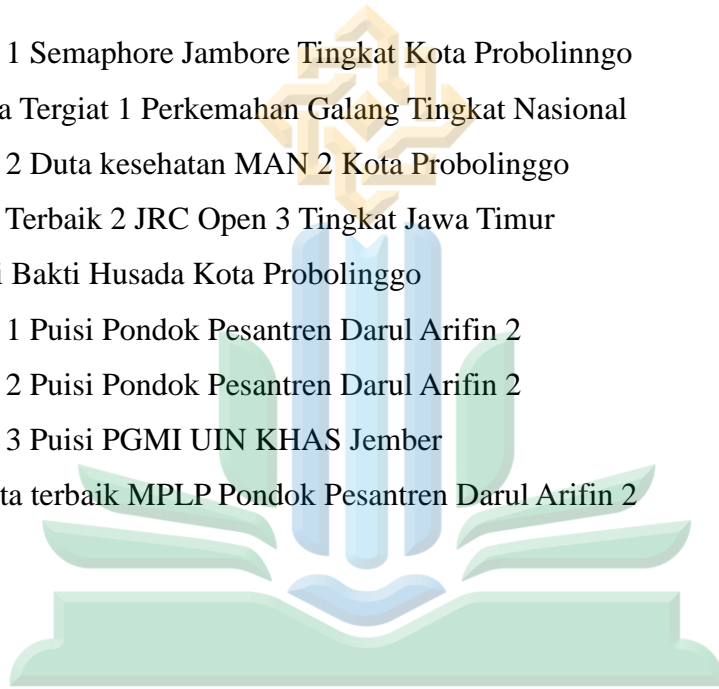 1 Semaphore Jambore Tingkat Kota Probolinngo
Tergiat 1 Perkemahan Galang Tingkat Nasional
2 Duta kesehatan MAN 2 Kota Probolinggo
Terbaik 2 JRC Open 3 Tingkat Jawa Timur
Bakti Husada Kota Probolinggo
1 Puisi Pondok Pesantren Darul Arifin 2
2 Puisi Pondok Pesantren Darul Arifin 2
3 Puisi PGMI UIN KHAS Jember
terbaik MPLP Pondok Pesantren Darul Arifin 2